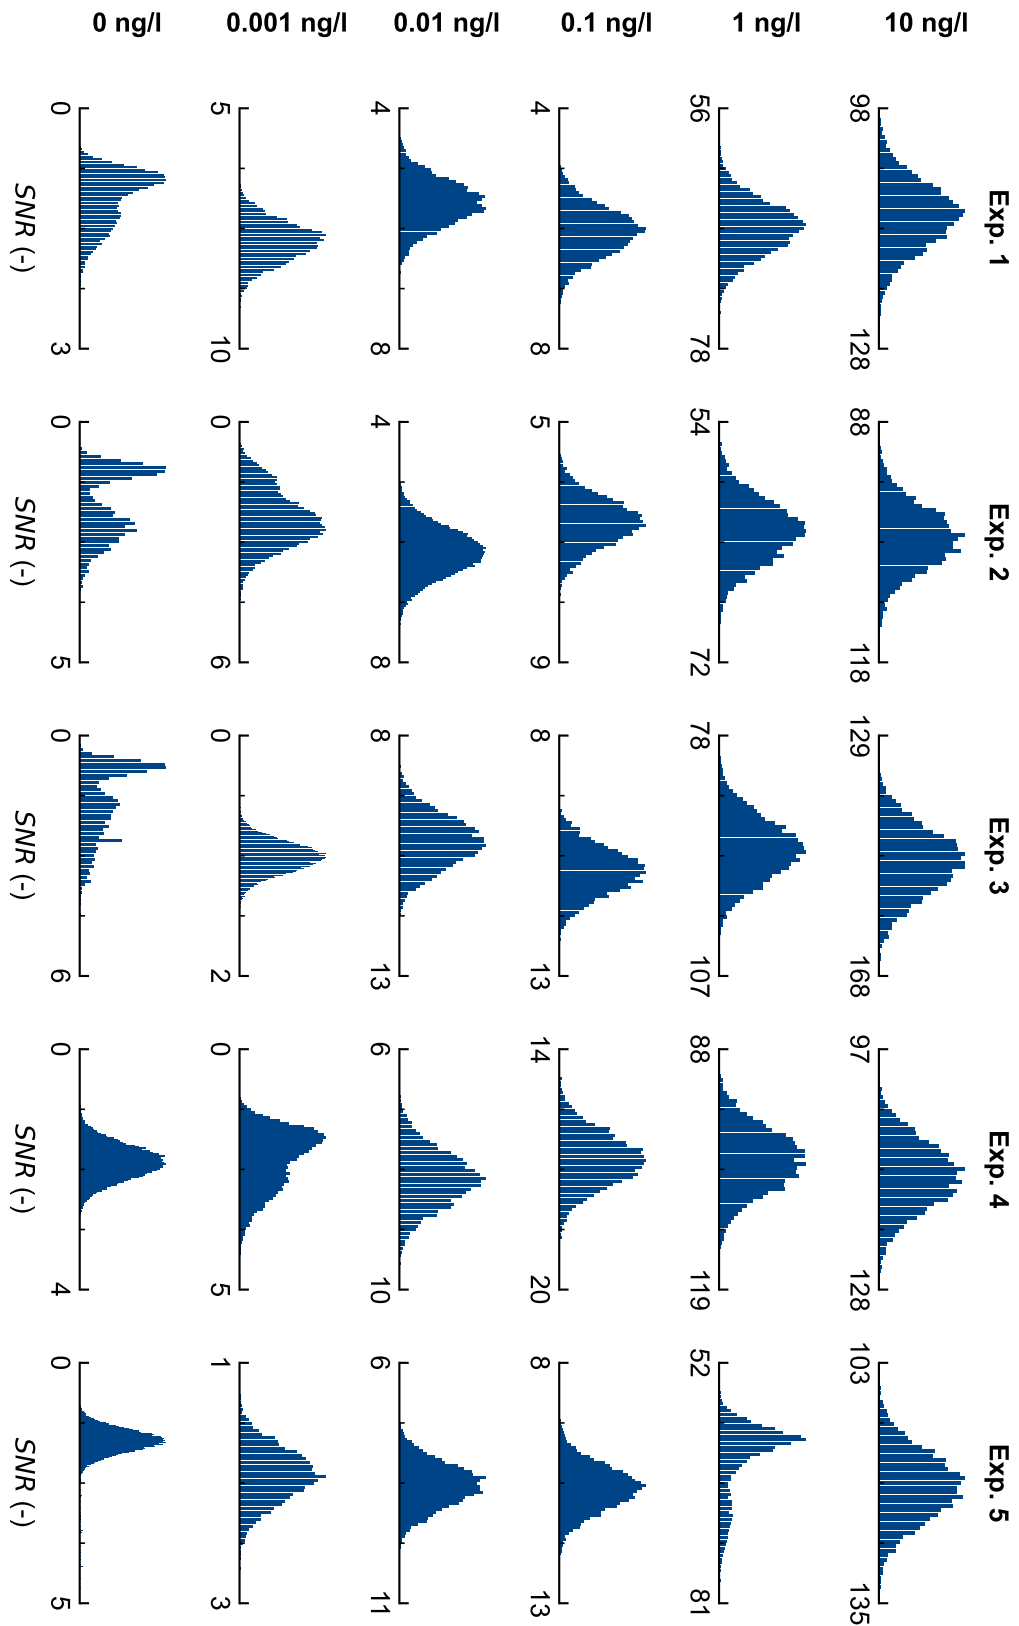 Exp. 1 Exp. 2 Exp. 3 Exp. 4 Exp. 5
10 ng/l
98 128 88 118 129 168 97 128 103 135
1 ng/l
56 78 54 72 78 107 88 119 52 81
0.1 ng/l
4 8 5 9 8 13 14 20 8 13
0.01 ng/l
4 8 4 8 8 13 6 10 6 11
0.001 ng/l
5 10 0 6 0 2 0 5 1 3
0 ng/l
0 3 0 5 0 6 0 4 0 5
SNR (-) SNR (-) SNR (-) SNR (-) SNR (-)